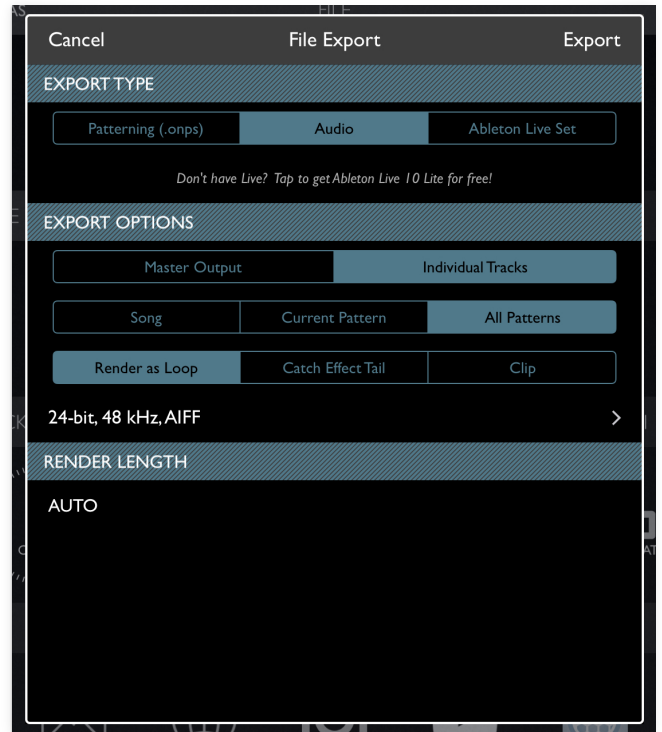 FILE
Cancel File Export Export
EXPORT TYPE
Patterning (.onps) Audio Ableton Live Set
Don't have Live? Tap to get Ableton Live 10 Lite for free!
EXPORT OPTIONS
Master Output Individual Tracks
Song Current Pattern All Patterns
Render as Loop Catch Effect Tail Clip
24-bit, 48 kHz, AIFF >
RENDER LENGTH
AUTO